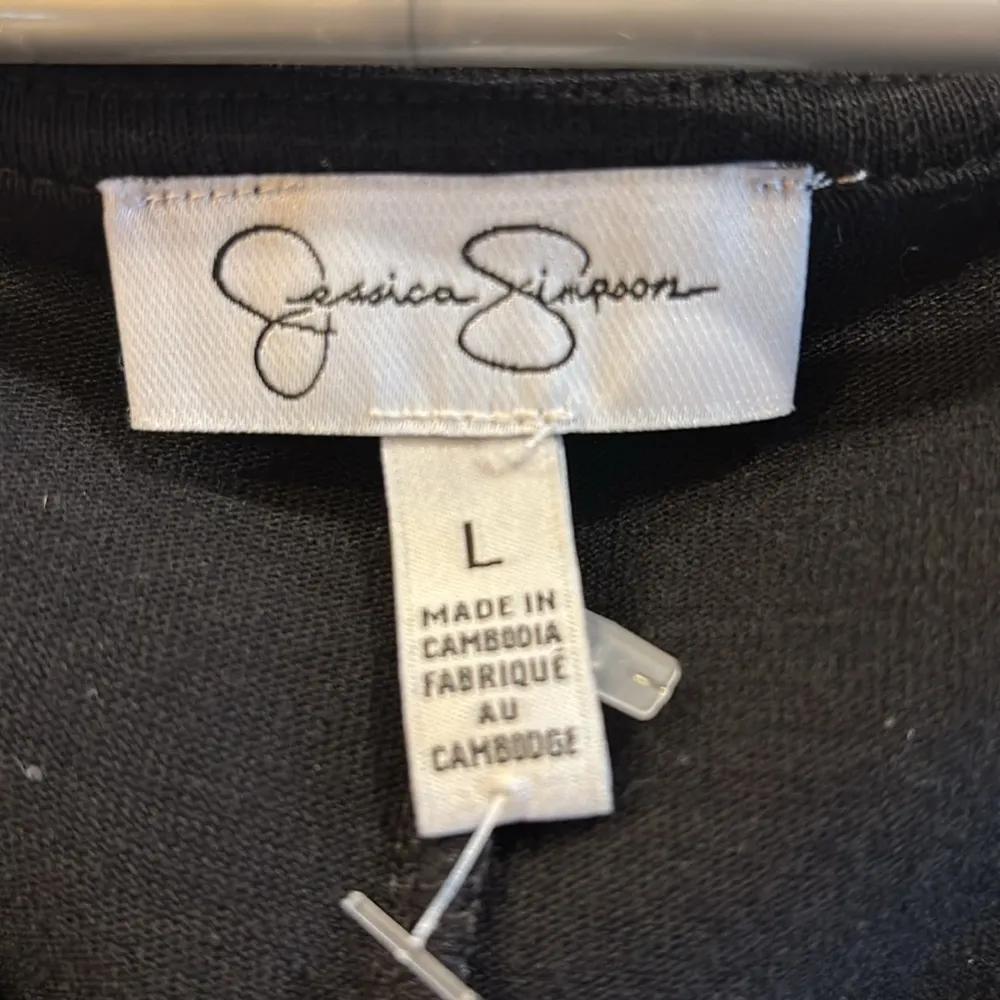 Jessica Simpson
L
MADE IN
CAMBODIA
FABRIQUÉ
AU
CAMBODGE